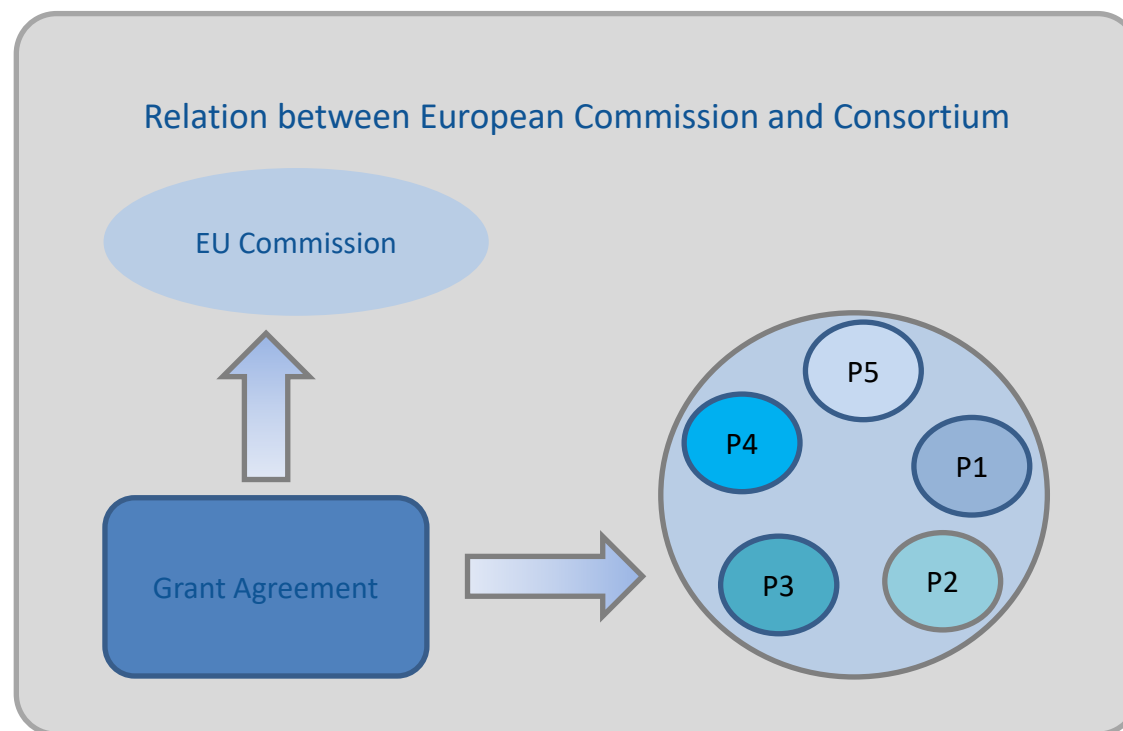 Relation between European Commission and Consortium
EU Commission
P5
P4
P1
Grant Agreement
P3
P2